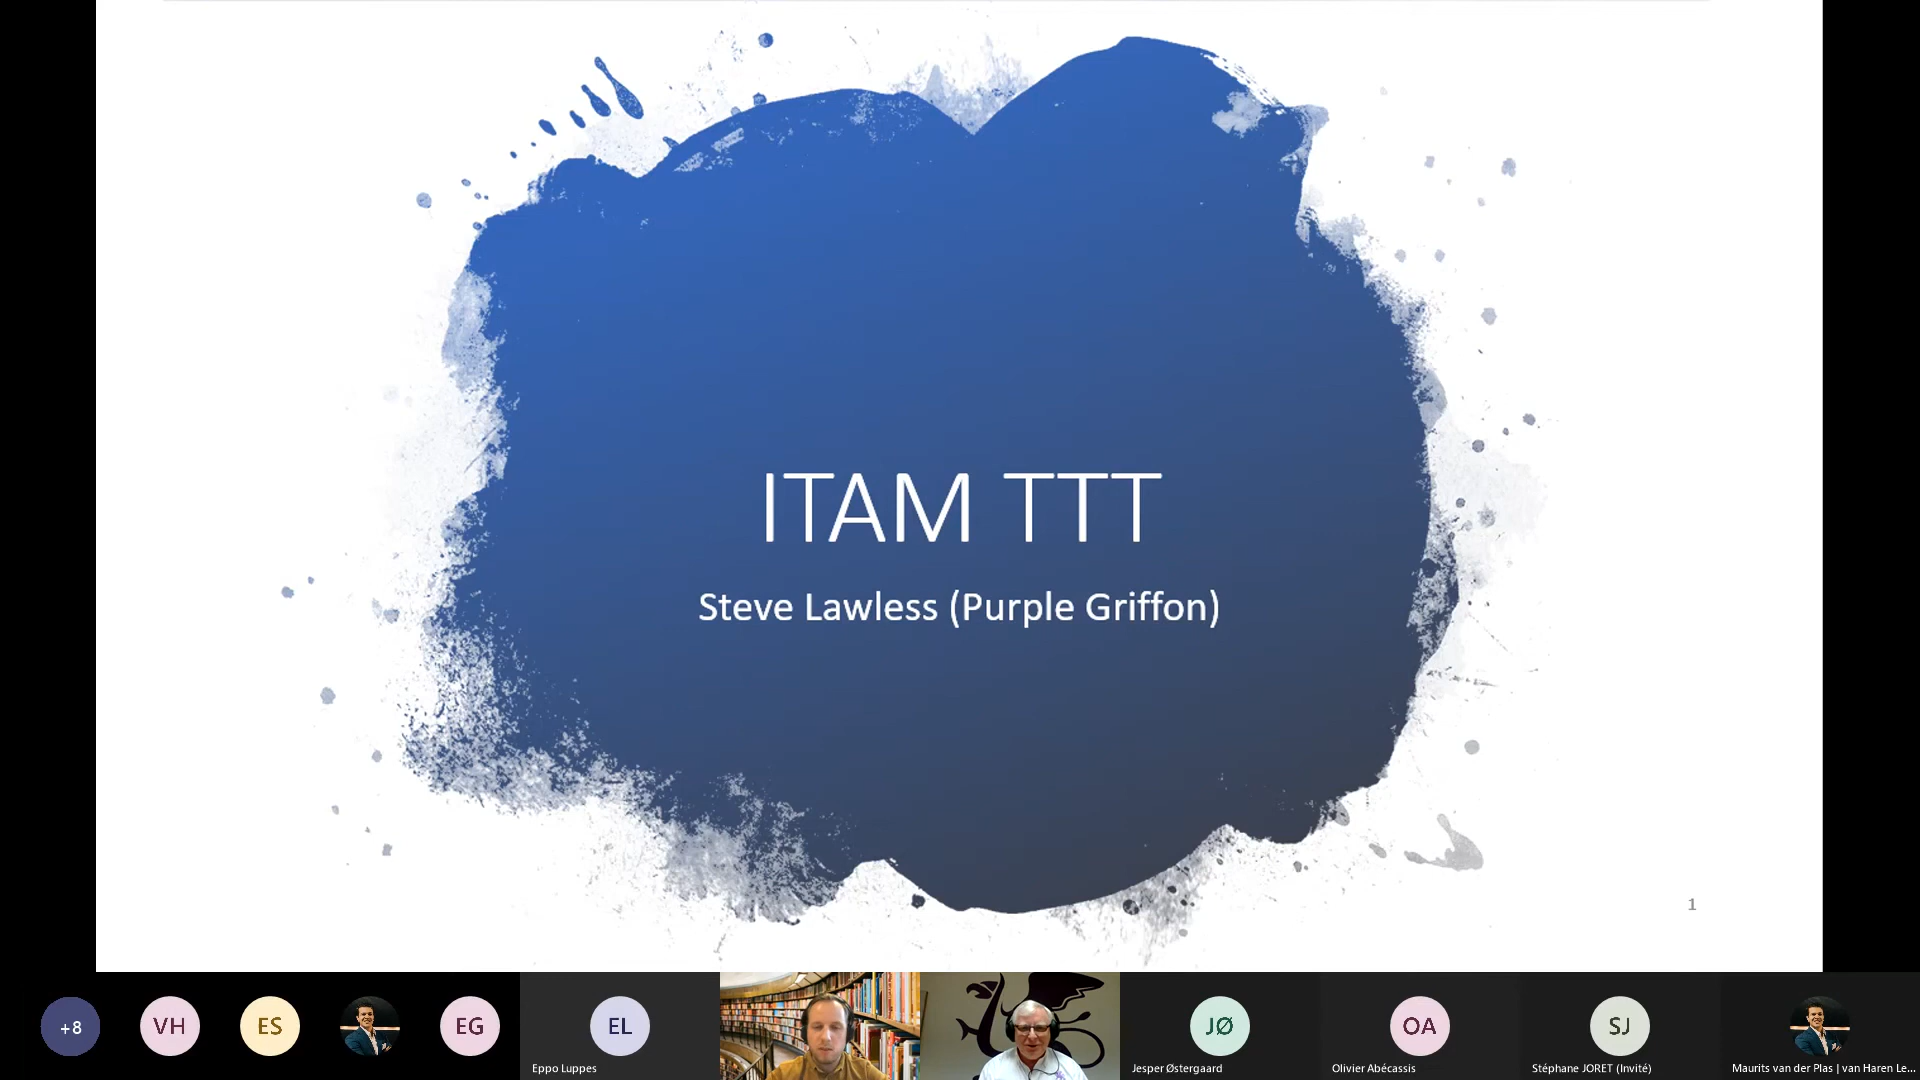 ITAM TTT
Steve Lawless (Purple Griffon)
1
+8
VH
ES
EG
EL
Eppo Luppes
JØ
Jesper Østergaard
OA
Olivier Abécassis
SJ
Stéphane JORET (Invité)
Maurits van der Plas | van Haren Le...